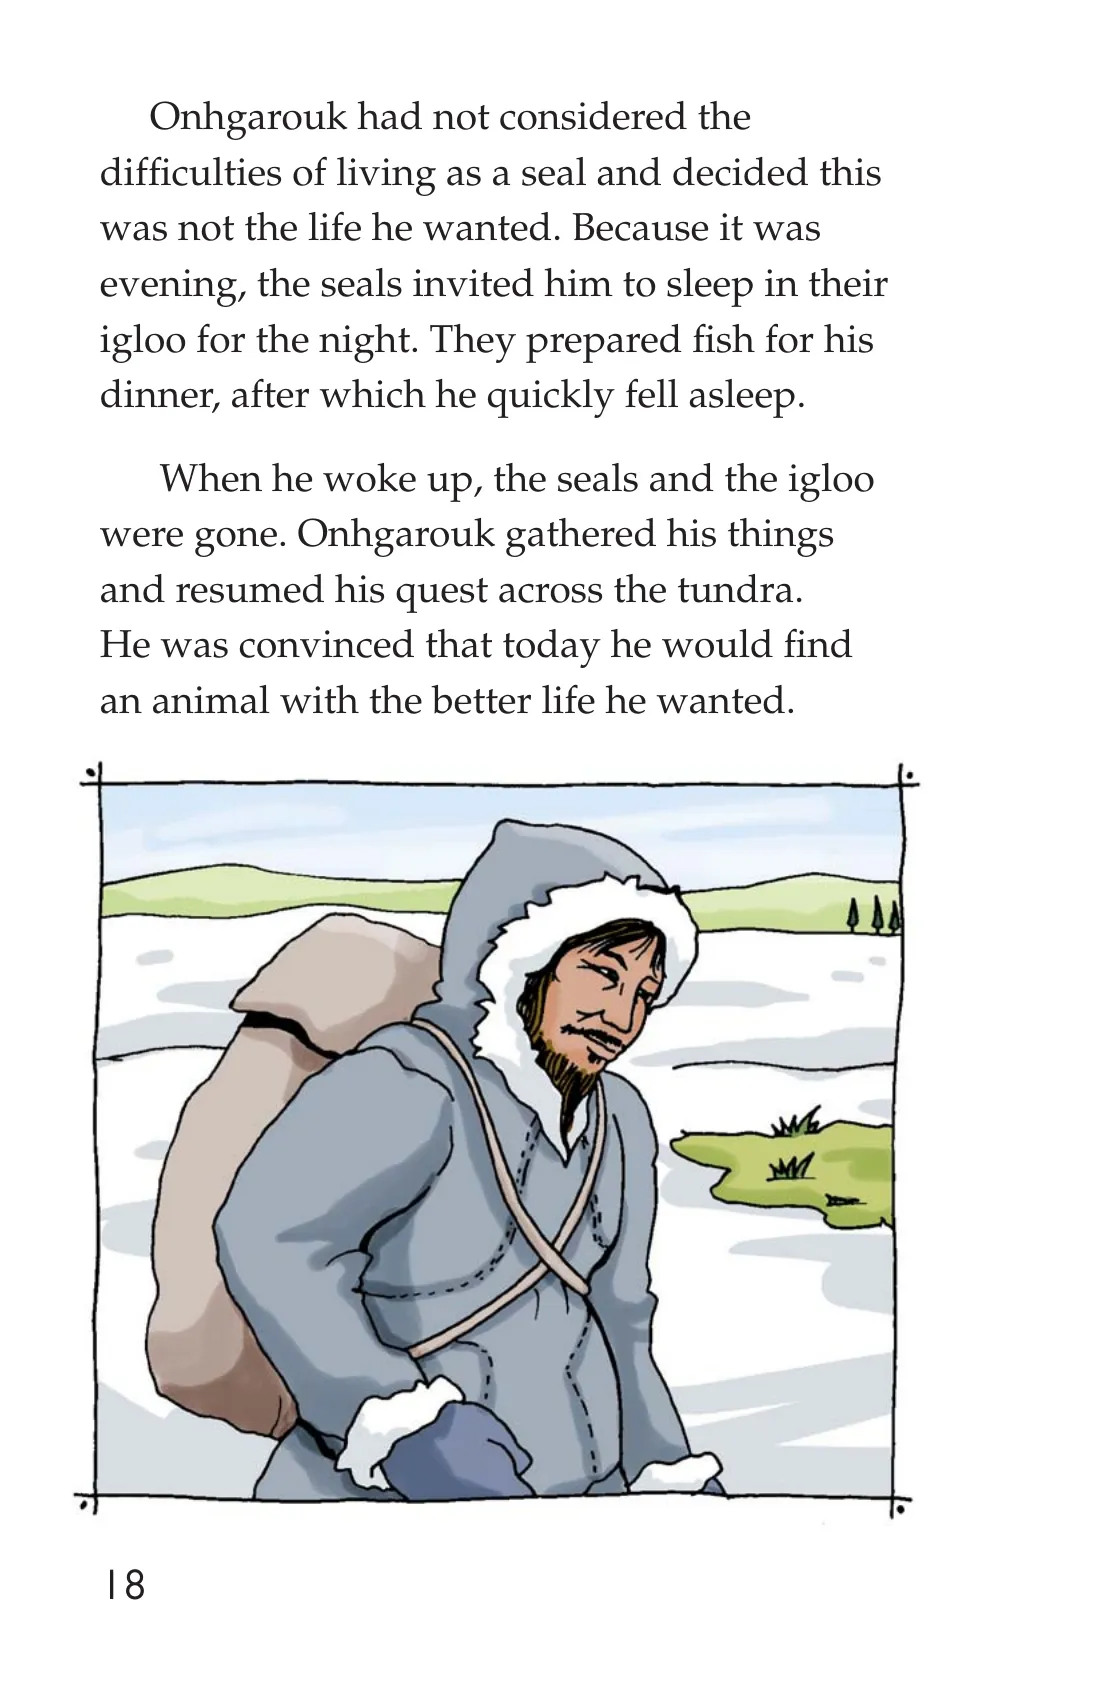 Onhgarouk had not considered the
difficulties of living as a seal and decided this
was not the life he wanted. Because it was
evening, the seals invited him to sleep in their
igloo for the night. They prepared fish for his
dinner, after which he quickly fell asleep.
When he woke up, the seals and the igloo
were gone. Onhgarouk gathered his things
and resumed his quest across the tundra.
He was convinced that today he would find
an animal with the better life he wanted.
18